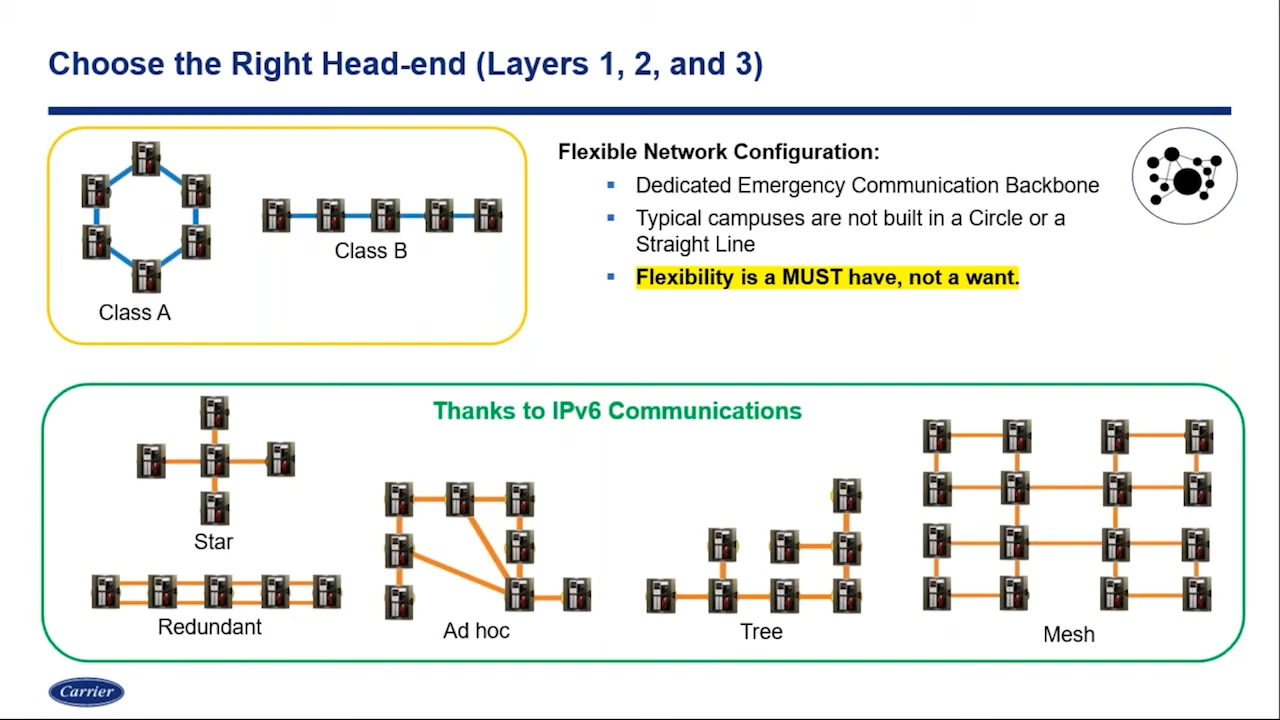 Choose the Right Head-end (Layers 1, 2, and 3)
Class A
Class B
Flexible Network Configuration:
Dedicated Emergency Communication Backbone
Typical campuses are not built in a Circle or a
Straight Line
Flexibility is a MUST have, not a want.
Thanks to IPv6 Communications
Star
Redundant
Ad hoc
Tree
Mesh
Carrier